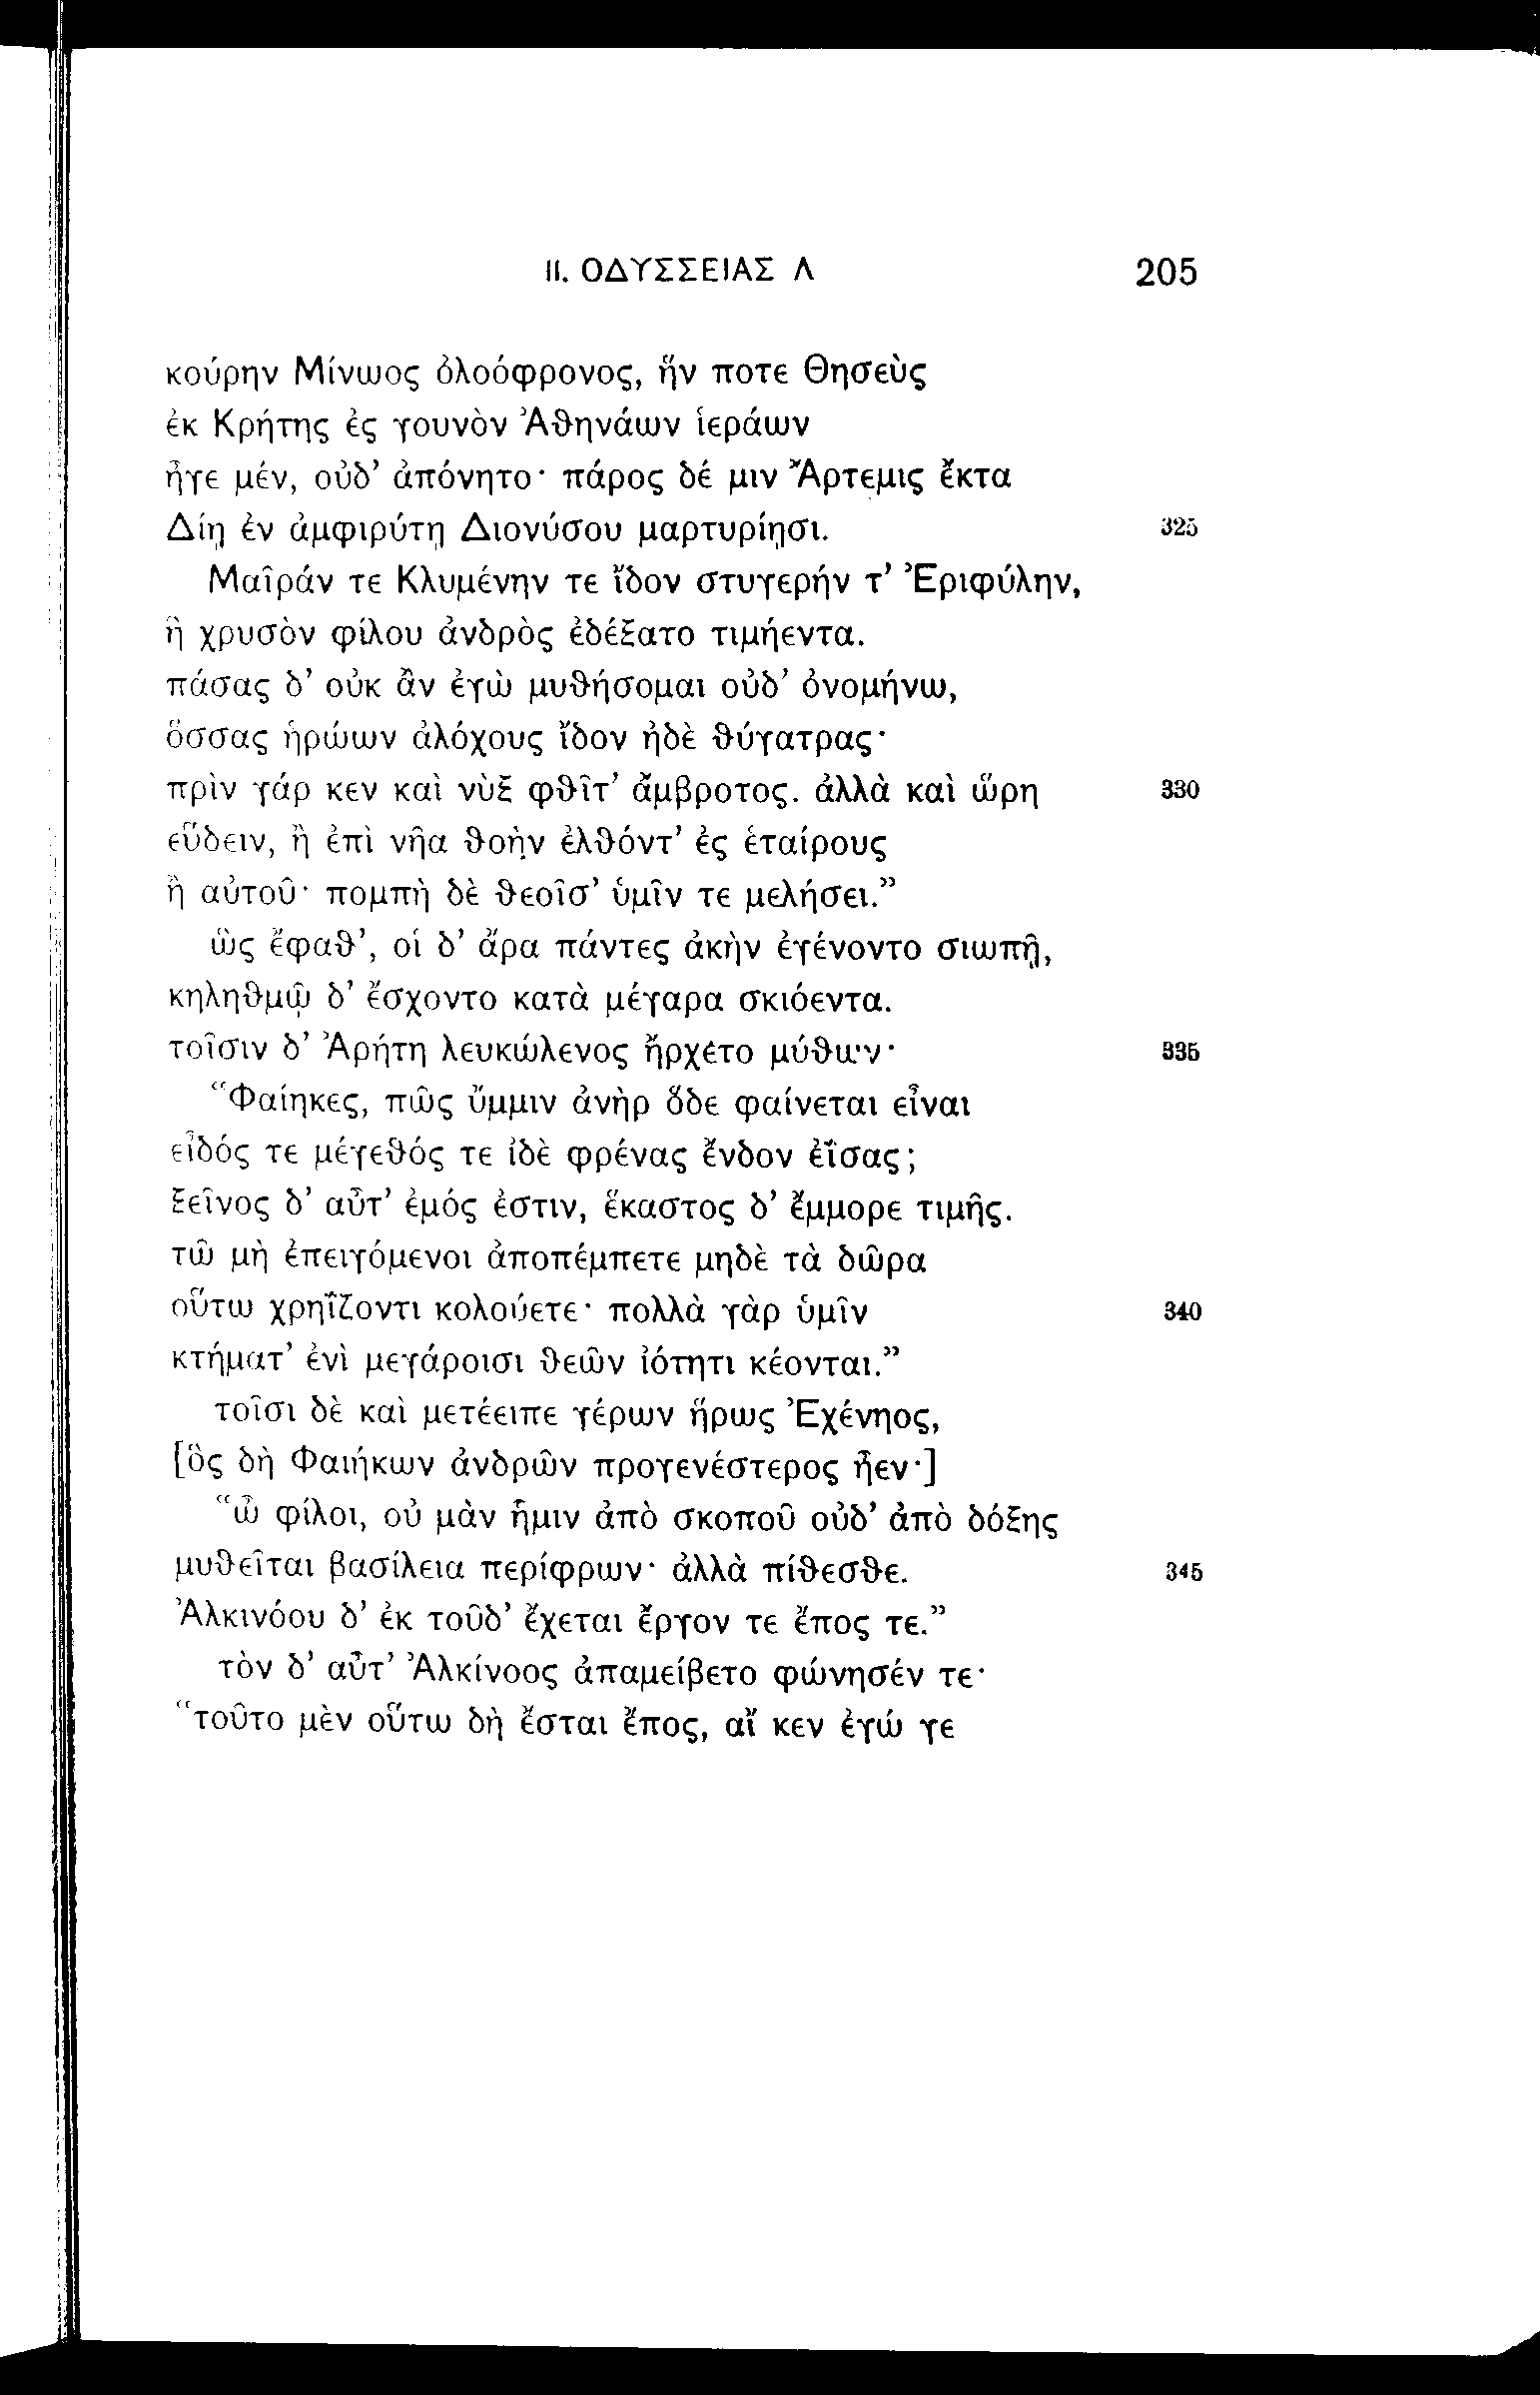 11. ΟΔΥΣΣΕΙΑΣ Λ 205
κούρην Μίνωος ὀλοόφρονος, ἥν ποτε Θησεὺς
ἐκ Κρήτης ἐς γουνὸν Ἀθηνάων ἱεράων
ἦγε μέν, οὐδ’ ἀπόνητο· πάρος δέ μιν Ἄρτεμις ἔκτα
Δίῃ ἐν ἀμφιρύτῃ Διονύσου μαρτυρίῃσι. 325
Μαῖράν τε Κλυμένην τε ἴδον στυγερήν τ’ Ἐριφύλην,
ἣ χρυσὸν φίλου ἀνδρὸς ἐδέξατο τιμήεντα.
πάσας δ’ οὐκ ἂν ἐγὼ μυθήσομαι οὐδ’ ὀνομήνω,
ὅσσας ἡρώων ἀλόχους ἴδον ἠδὲ θύγατρας·
πρὶν γάρ κεν καὶ νὺξ φθῖτ’ ἄμβροτος. ἀλλὰ καὶ ὥρη 330
εὕδειν, ἢ ἐπὶ νῆα θοὴν ἐλθόντ’ ἐς ἑταίρους
ἢ αὐτοῦ· πομπὴ δὲ θεοῖσ’ ὑμῖν τε μελήσει.”
ὣς ἔφαθ’, οἱ δ’ ἄρα πάντες ἀκὴν ἐγένοντο σιωπῇ,
κηληθμῷ δ’ ἔσχοντο κατὰ μέγαρα σκιόεντα.
τοῖσιν δ’ Ἀρήτη λευκώλενος ἤρχετο μύθων· 335
“Φαίηκες, πῶς ὔμμιν ἀνὴρ ὅδε φαίνεται εἶναι
εἶδός τε μέγεθός τε ἰδὲ φρένας ἔνδον ἐΐσας;
ξεῖνος δ’ αὖτ’ ἐμός ἐστιν, ἕκαστος δ’ ἔμμορε τιμῆς.
τῶ μὴ ἐπειγόμενοι ἀποπέμπετε μηδὲ τὰ δῶρα
οὕτω χρηΐζοντι κολούετε· πολλὰ γὰρ ὑμῖν 340
κτήματ’ ἐνὶ μεγάροισι θεῶν ἰότητι κέονται.”
τοῖσι δὲ καὶ μετέειπε γέρων ἥρως Ἐχένηος,
[ὃς δὴ Φαιήκων ἀνδρῶν προγενέστερος ἦεν·]
“ὦ φίλοι, οὐ μὰν ἧμιν ἀπὸ σκοποῦ οὐδ’ ἀπὸ δόξης
μυθεῖται βασίλεια περίφρων· ἀλλὰ πίθεσθε. 345
Ἀλκινόου δ’ ἐκ τοῦδ’ ἔχεται ἔργον τε ἔπος τε.”
τὸν δ’ αὖτ’ Ἀλκίνοος ἀπαμείβετο φώνησέν τε·
“τοῦτο μὲν οὕτω δὴ ἔσται ἔπος, αἴ κεν ἐγώ γε